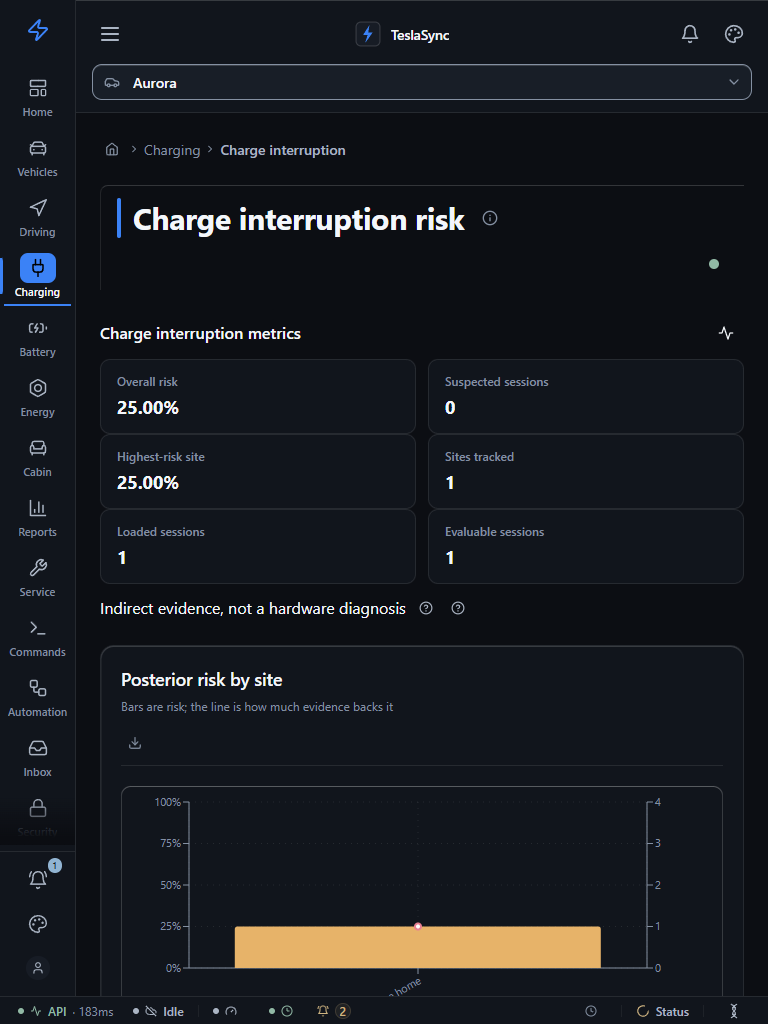 TeslaSync
Aurora
Home
Vehicles
Driving
Charging
Battery
Energy
Cabin
Reports
Service
Commands
Automation
Inbox
Security
1
Charging
Charge interruption
Charge interruption risk
Charge interruption metrics
Overall risk
25.00%
Suspected sessions
0
Highest-risk site
25.00%
Sites tracked
1
Loaded sessions
1
Evaluable sessions
1
Indirect evidence, not a hardware diagnosis
Posterior risk by site
Bars are risk; the line is how much evidence backs it
100%
75%
50%
25%
0%
4
3
2
1
0
home
API · 183ms
Idle
2
Status